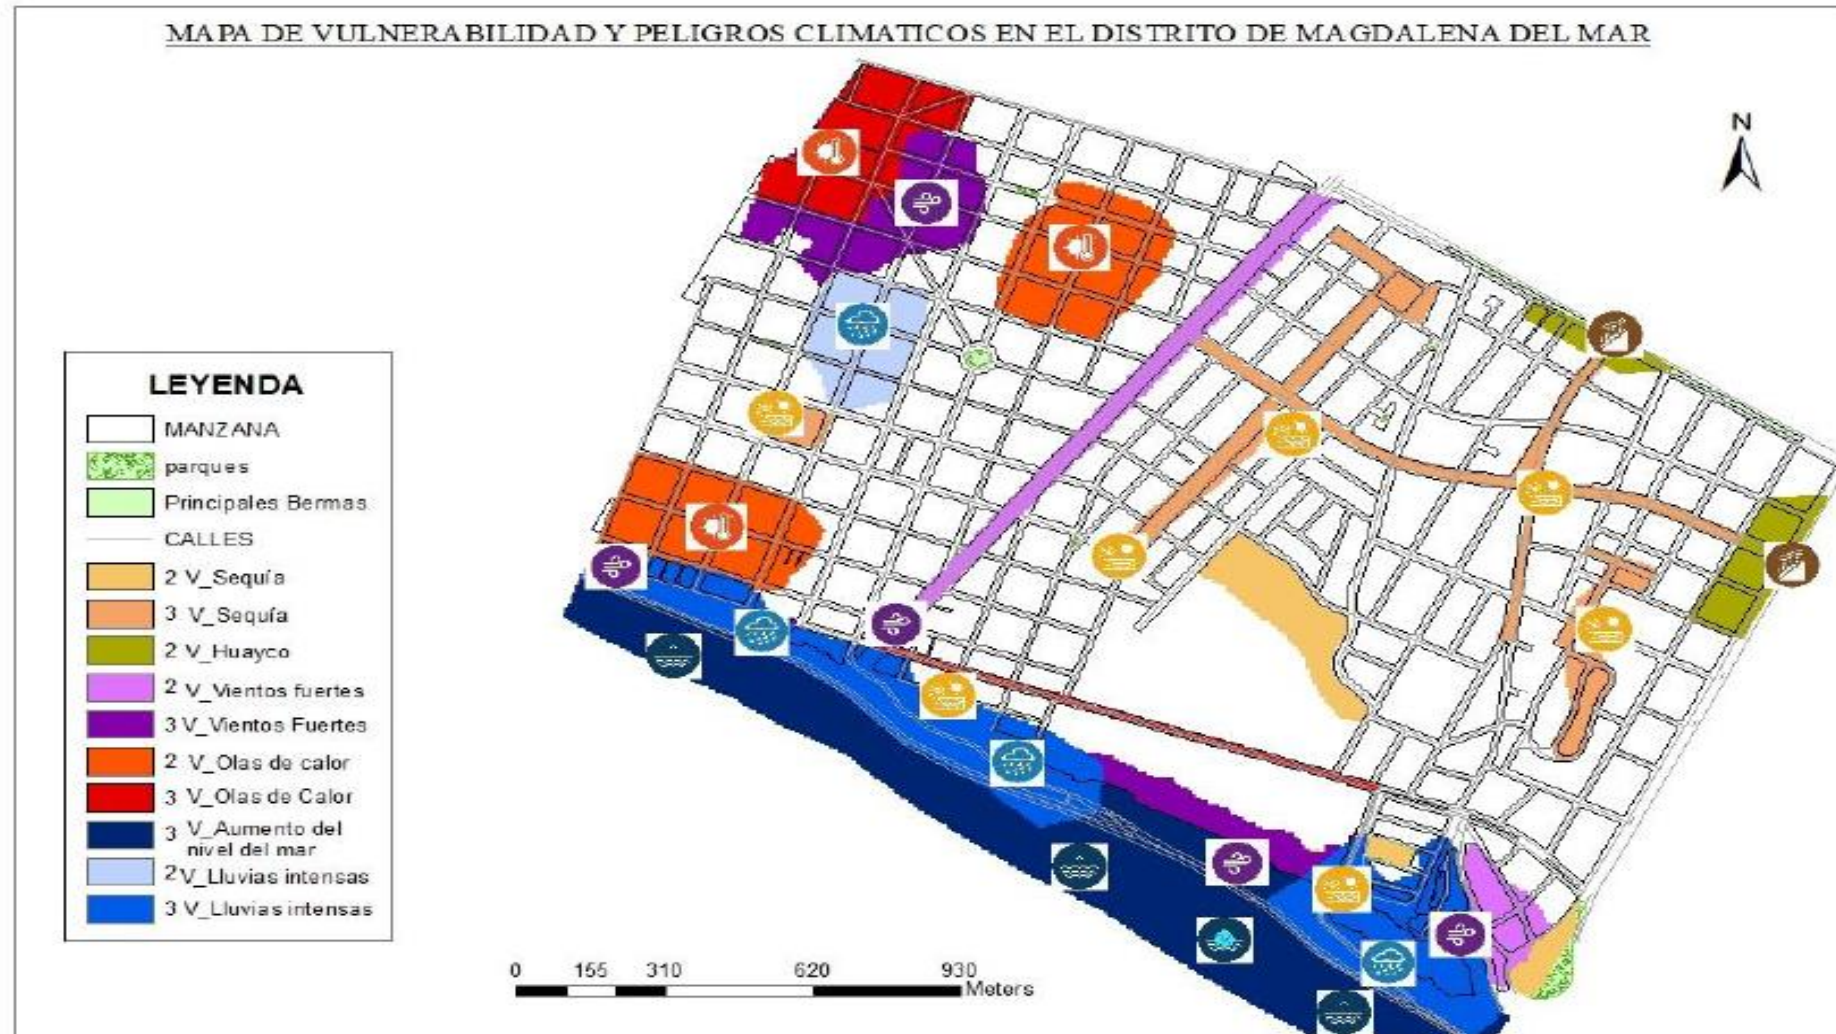 MAPA DE VULNERABILIDAD Y PELIGROS CLIMATICOS EN EL DISTRITO DE MAGDALENA DEL MAR
N
LEYENDA
MANZANA
parques
Principales Bermas
CALLES
2 V_Sequía
3 V_Sequía
2 V_Huayco
2 V_Vientos fuertes
3 V_Vientos Fuertes
2 V_Olas de calor
3 V_Olas de Calor
3 V_Aumento del
nivel del mar
2 V_Lluvias intensas
3 V_Lluvias intensas
0 155 310 620 930
Meters